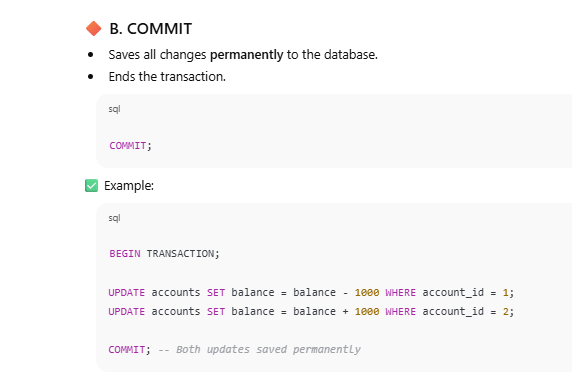 B. COMMIT
Saves all changes permanently to the database.
Ends the transaction.
sql
COMMIT;
Example:
sql
BEGIN TRANSACTION;
UPDATE accounts SET balance = balance - 1000 WHERE account_id = 1;
UPDATE accounts SET balance = balance + 1000 WHERE account_id = 2;
COMMIT; -- Both updates saved permanently